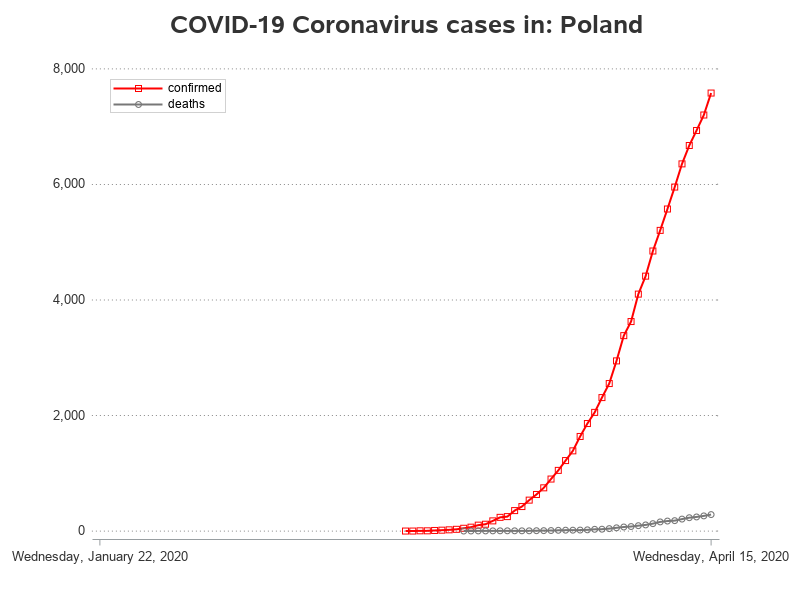 COVID-19 Coronavirus cases in: Poland
8,000
confirmed
deaths
6,000
4,000
2,000
0
Wednesday, January 22, 2020
Wednesday, April 15, 2020